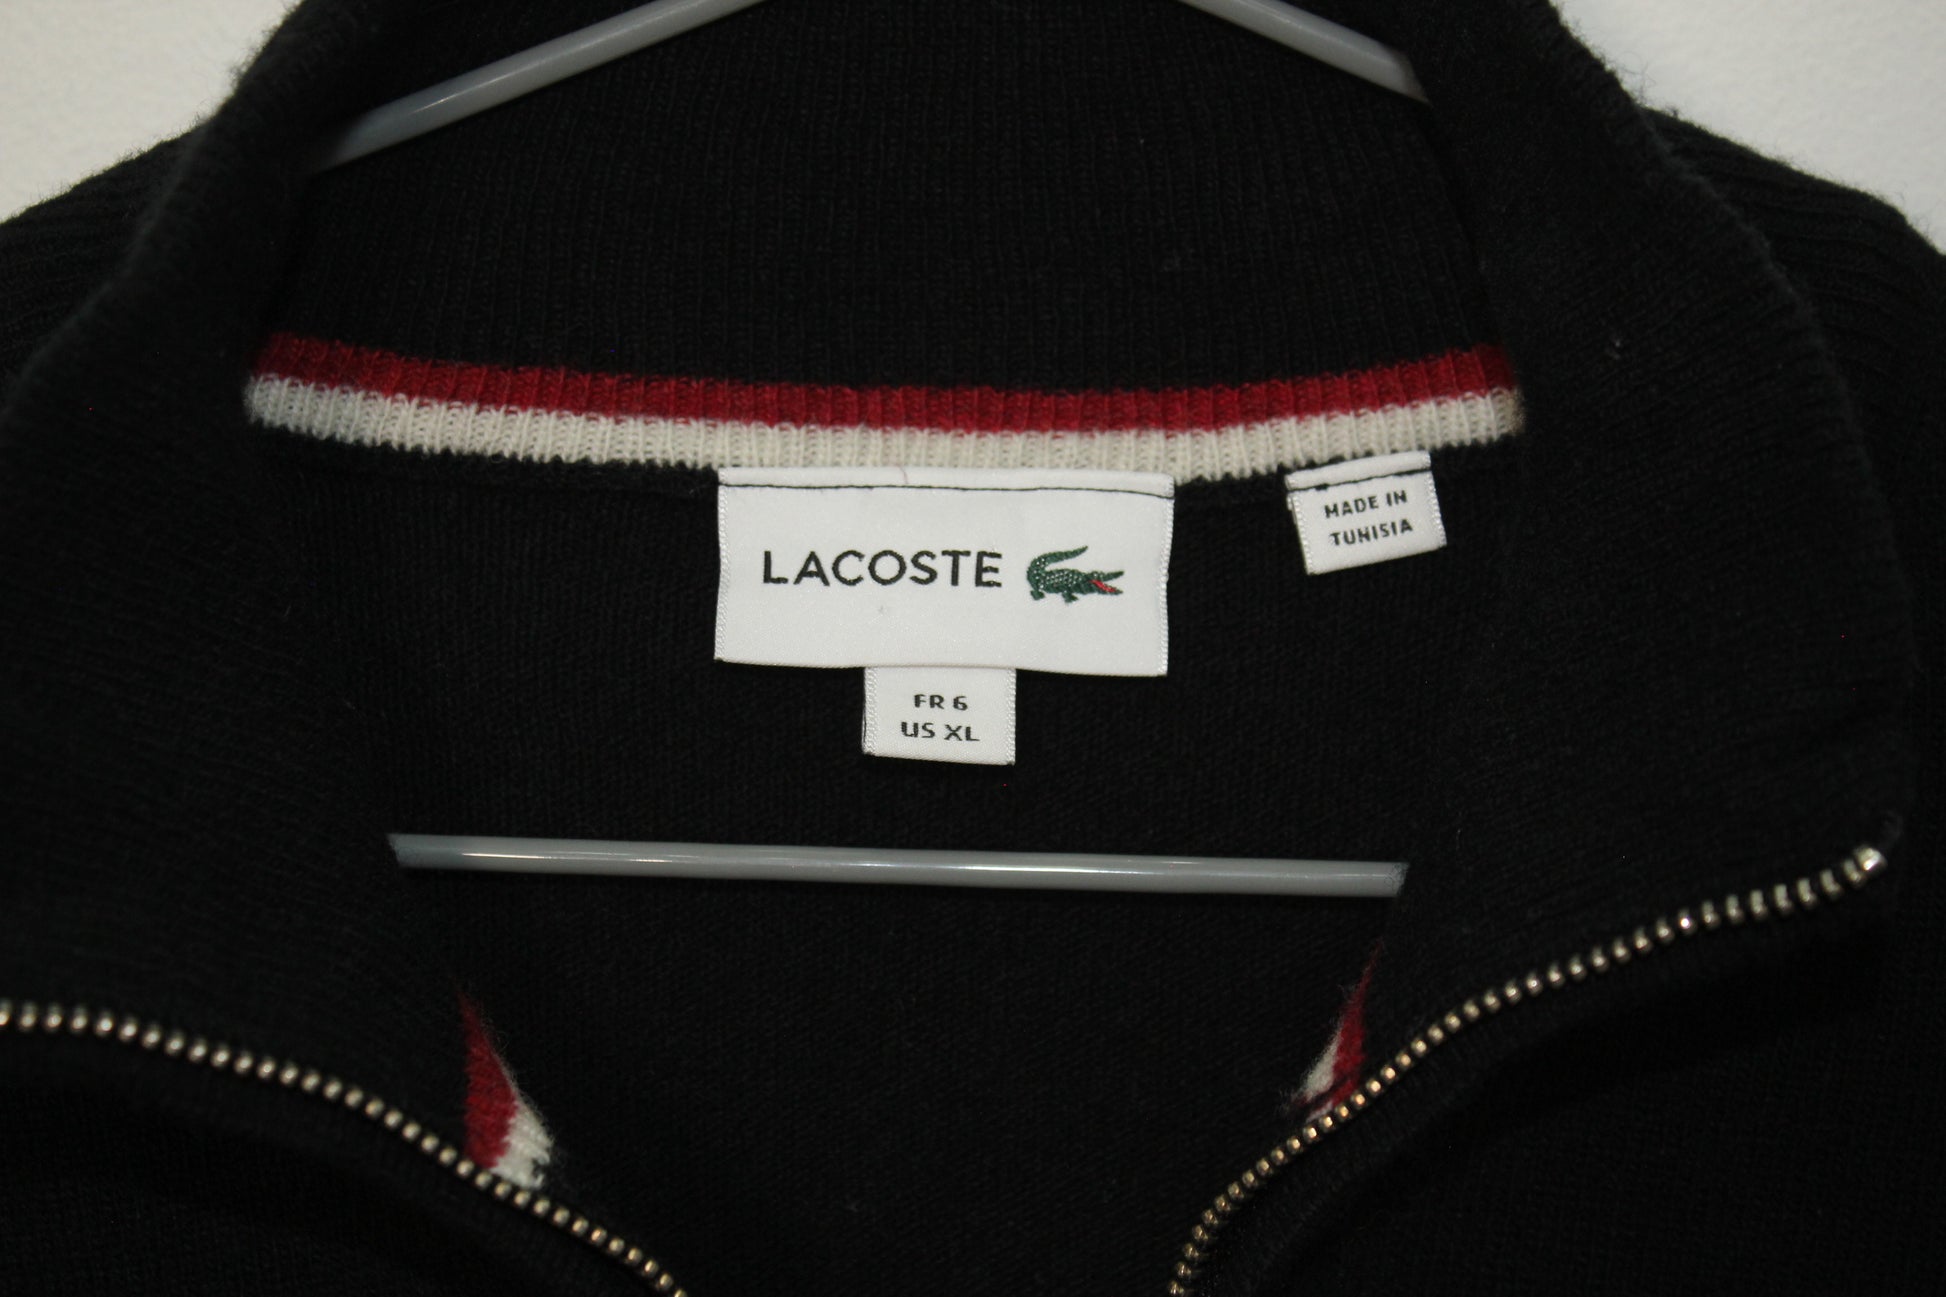 LACOSTE
MADE IN
TUNISIA
FR 6
US XL